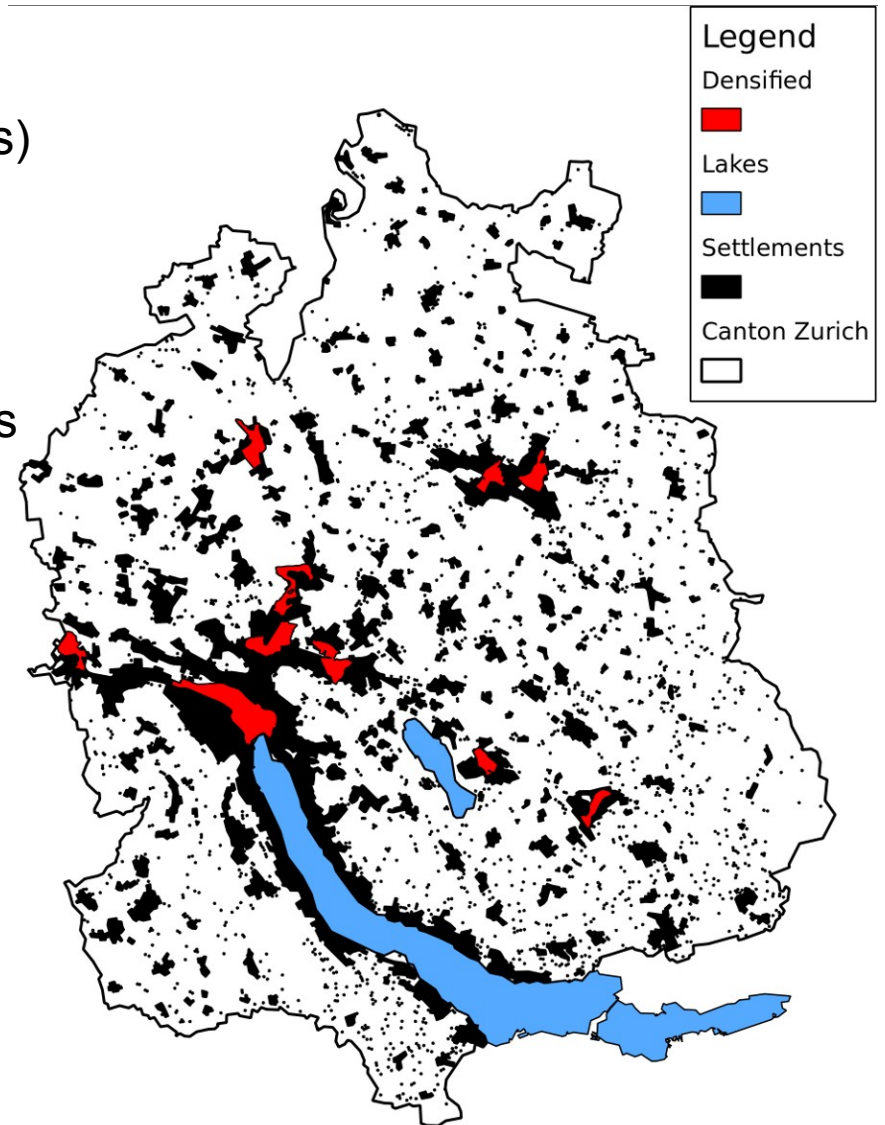 s)
s
Legend
Densified
Lakes
Settlements
Canton Zurich